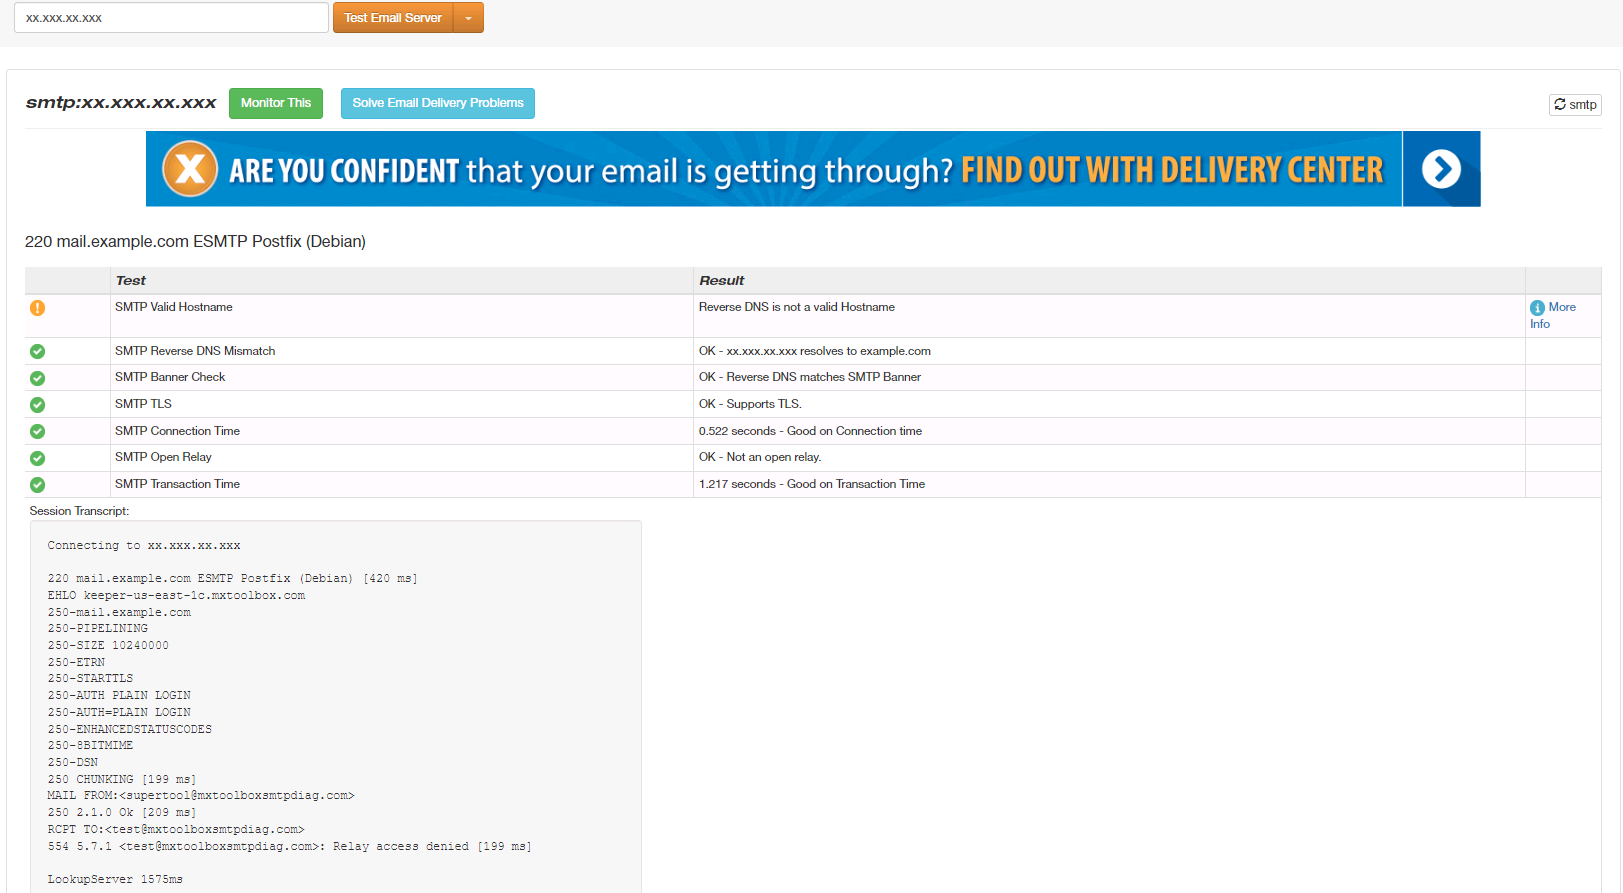 xx.xxx.xx.xxx Test Email Server
smtp:xx.xxx.xx.xxx Monitor This Solve Email Delivery Problems smtp
X ARE YOU CONFIDENT that your email is getting through? FIND OUT WITH DELIVERY CENTER
220 mail.example.com ESMTP Postfix (Debian)
Test Result
SMTP Valid Hostname Reverse DNS is not a valid Hostname More
Info
SMTP Reverse DNS Mismatch OK - xx.xxx.xx.xxx resolves to example.com
SMTP Banner Check OK - Reverse DNS matches SMTP Banner
SMTP TLS OK - Supports TLS.
SMTP Connection Time 0.522 seconds - Good on Connection time
SMTP Open Relay OK - Not an open relay.
SMTP Transaction Time 1.217 seconds - Good on Transaction Time
Session Transcript:
Connecting to xx.xxx.xx.xxx
220 mail.example.com ESMTP Postfix (Debian) [420 ms]
EHLO keeper-us-east-1c.mxtoolbox.com
250-mail.example.com
250-PIPELINING
250-SIZE 10240000
250-ETRN
250-STARTTLS
250-AUTH PLAIN LOGIN
250-AUTH=PLAIN LOGIN
250-ENHANCEDSTATUSCODES
250-8BITMIME
250-DSN
250 CHUNKING [199 ms]
MAIL FROM:<supertool@mxtoolboxsmtpdiag.com>
250 2.1.0 Ok [209 ms]
RCPT TO:<test@mxtoolboxsmtpdiag.com>
554 5.7.1 <test@mxtoolboxsmtpdiag.com>: Relay access denied [199 ms]
LookupServer 1575ms